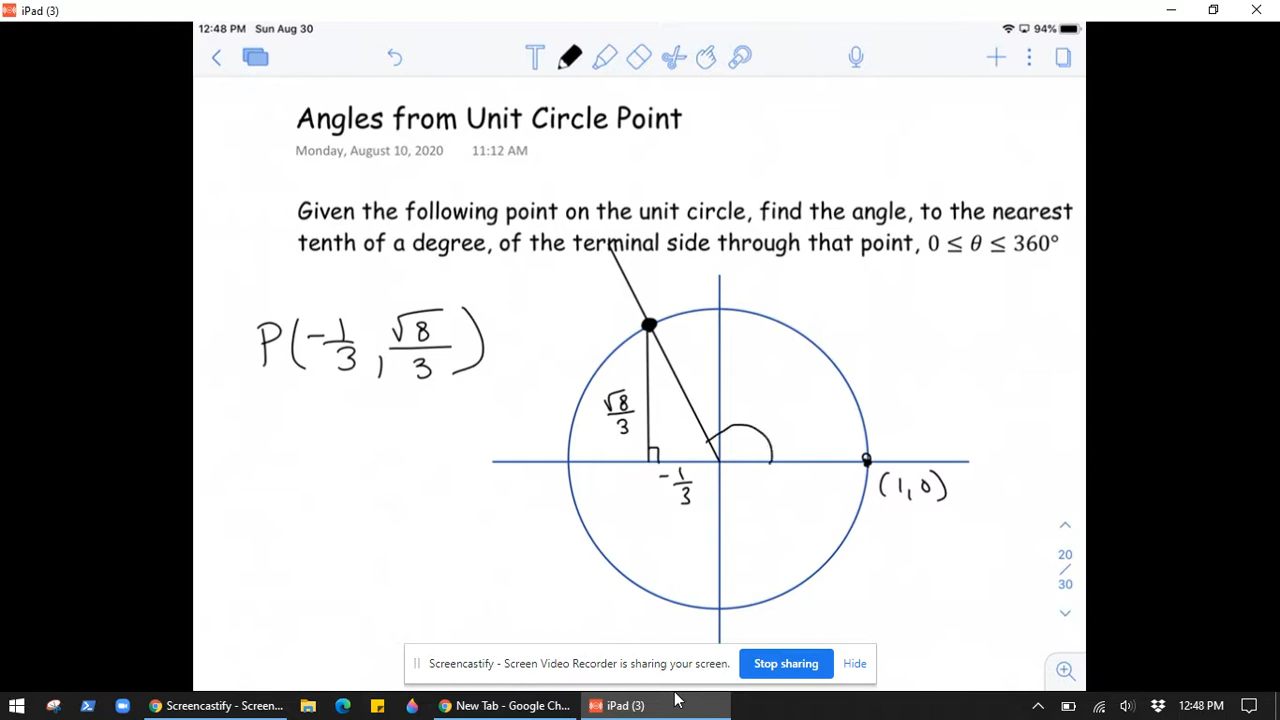 iPad (3)
12:48 PM Sun Aug 30
94%
T
Angles from Unit Circle Point
Monday, August 10, 2020 11:12 AM
Given the following point on the unit circle, find the angle, to the nearest
tenth of a degree, of the terminal side through that point, 0 ≤ θ ≤ 360°
P(-1/3, √8/3)
√8/3
-1/3
(1,0)
20
/
30
Screencastify - Screen Video Recorder is sharing your screen. Stop sharing Hide
Screencastify - Screen... New Tab - Google Ch... iPad (3) 12:48 PM